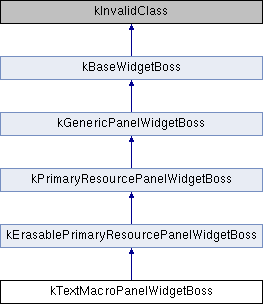 kInvalidClass
kBaseWidgetBoss
kGenericPanelWidgetBoss
kPrimaryResourcePanelWidgetBoss
kErasablePrimaryResourcePanelWidgetBoss
kTextMacroPanelWidgetBoss